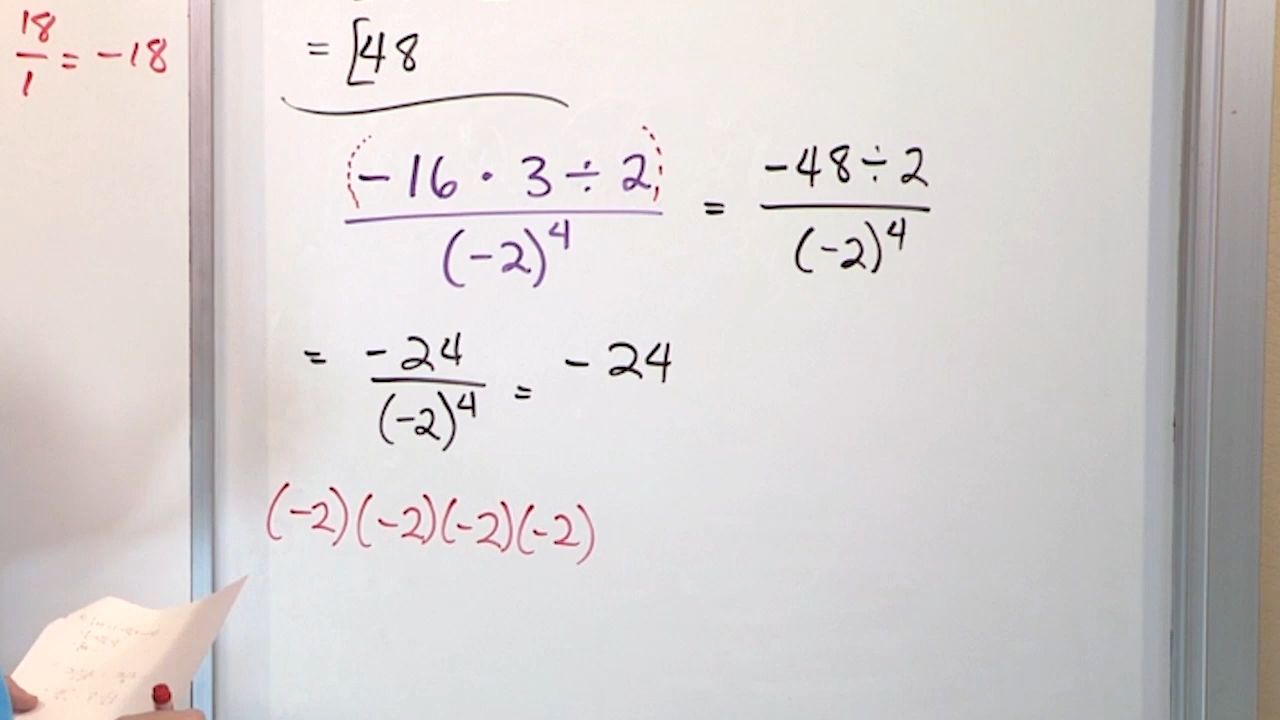 18
/1 = -18
= [48
(-16 · 3 ÷ 2) / (-2)^4 = -48 ÷ 2 / (-2)^4
= -24 / (-2)^4 = -24
(-2)(-2)(-2)(-2)